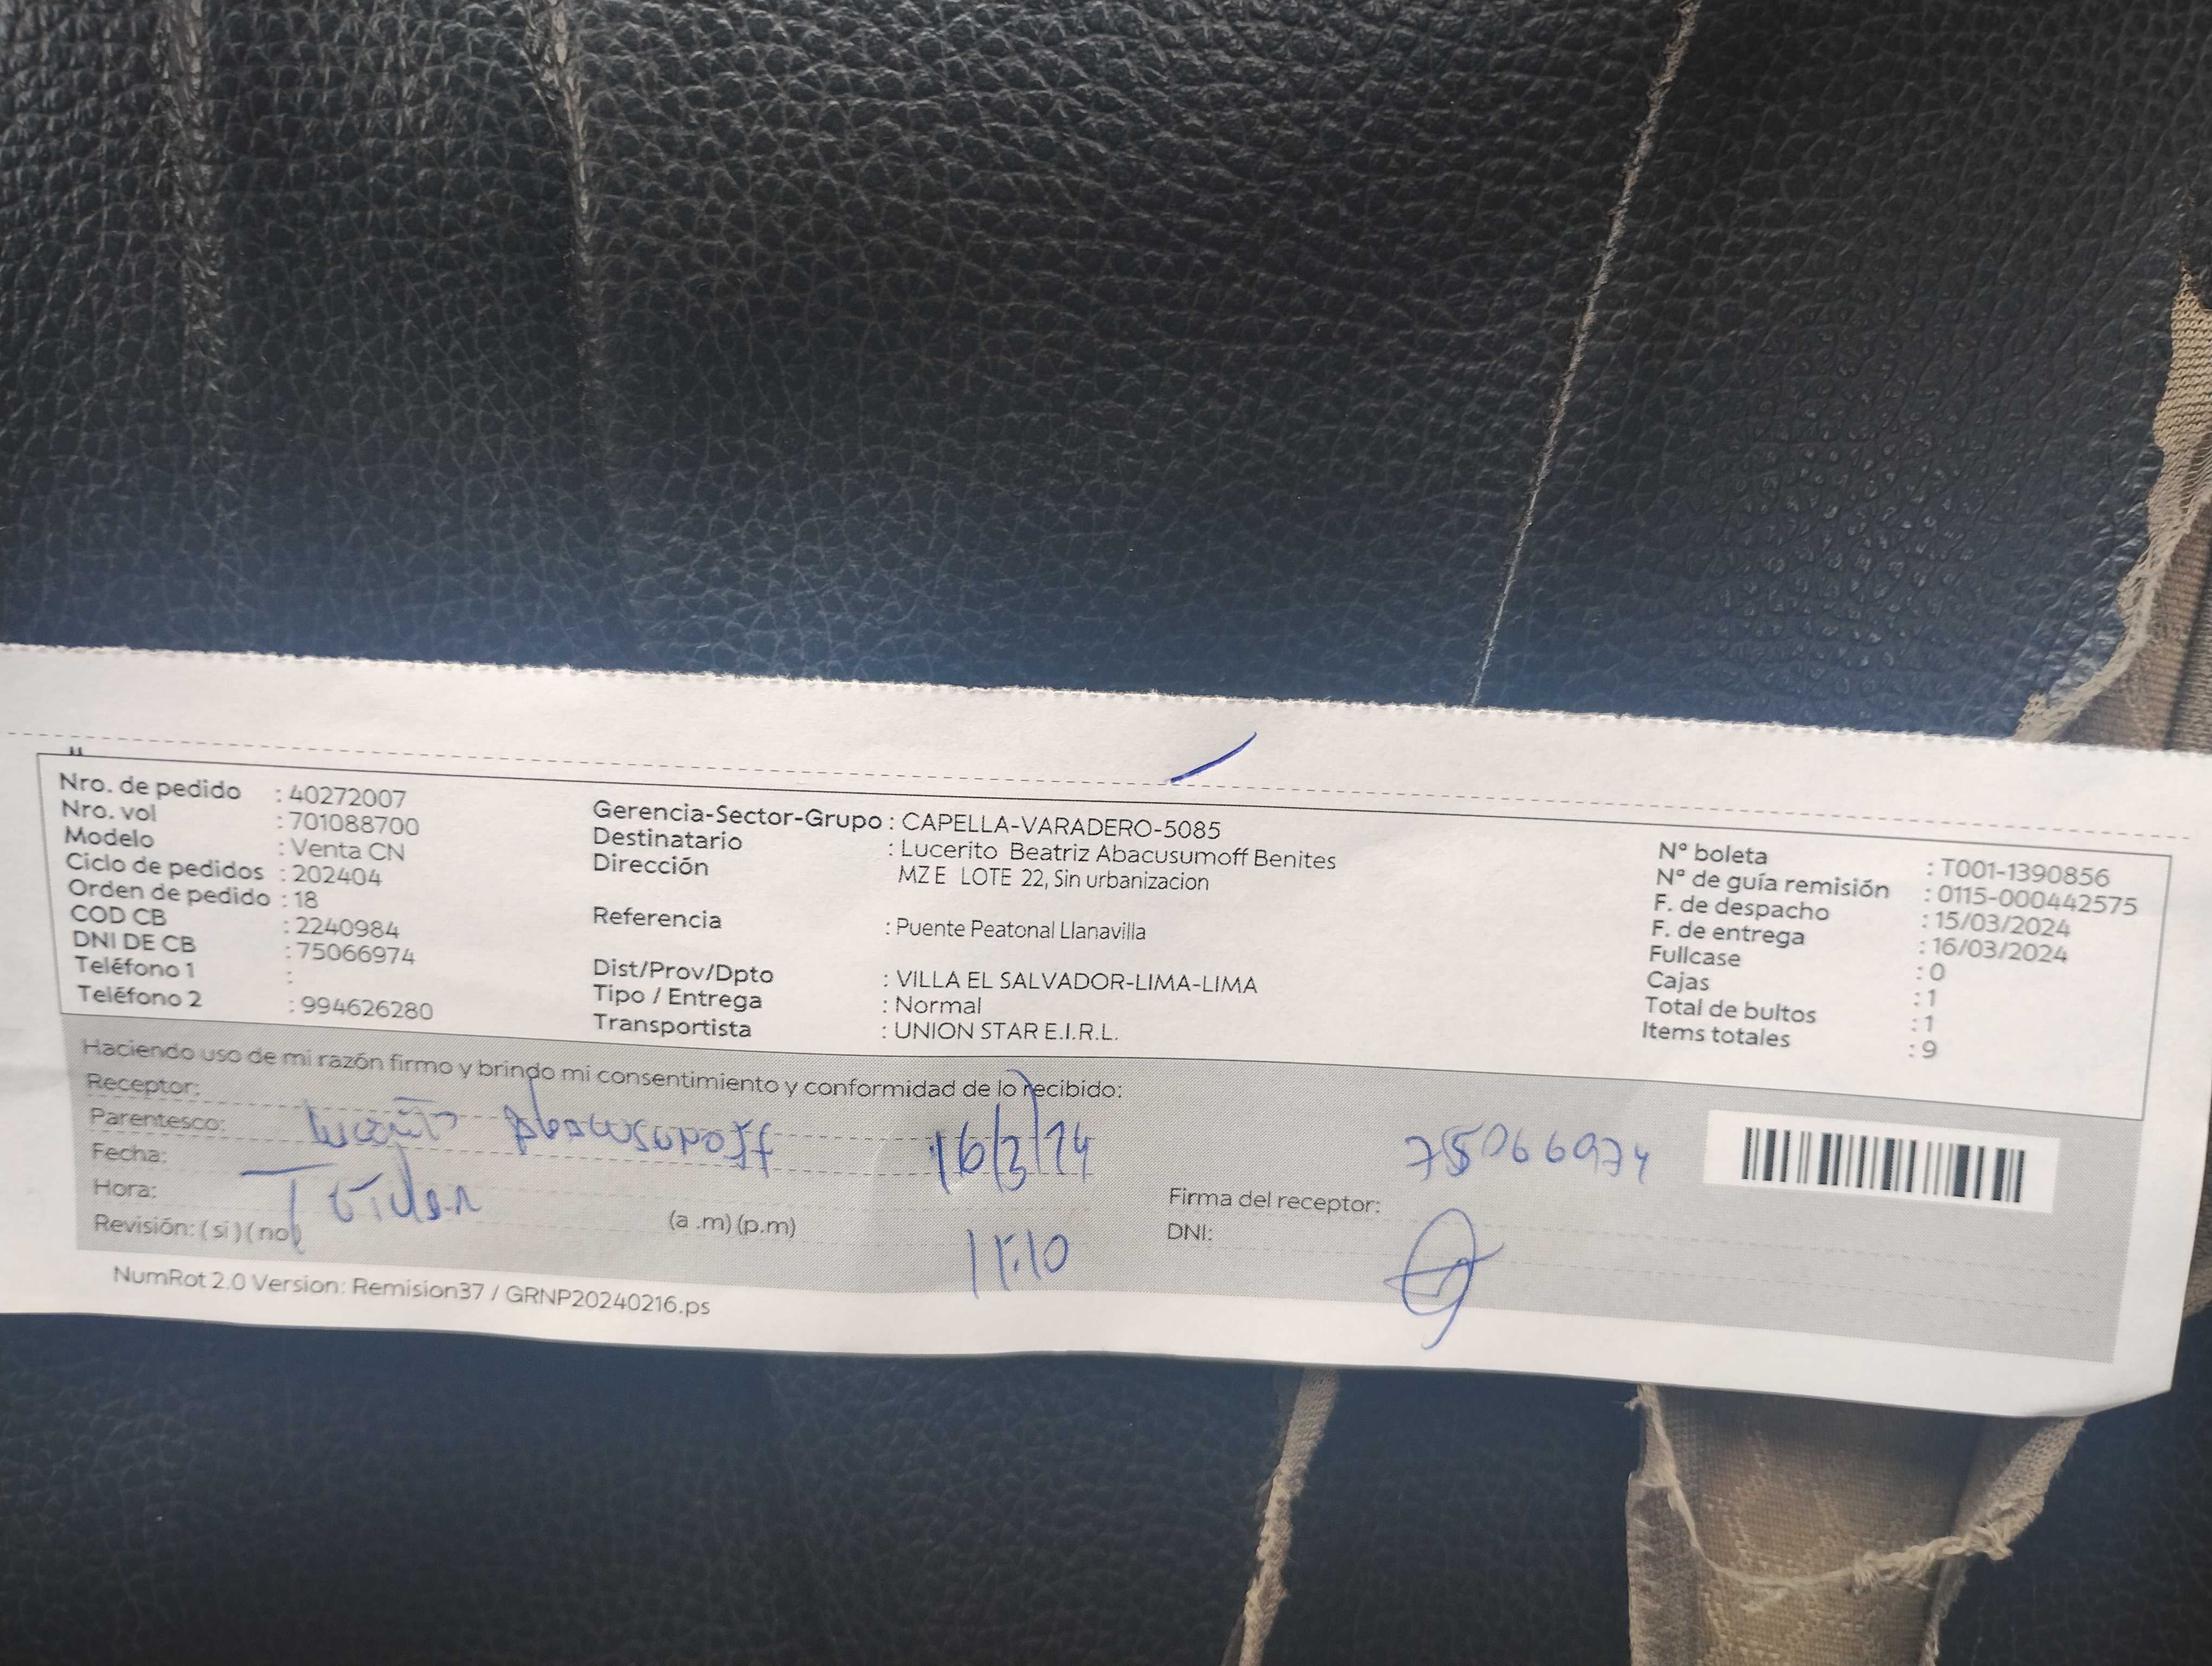 Nro. de pedido : 40272007
Nro. vol : 701088700
Modelo : Venta CN
Ciclo de pedidos : 202404
Orden de pedido : 18
COD CB : 2240984
DNI DE CB : 75066974
Teléfono 1 :
Teléfono 2 : 994626280
Gerencia-Sector-Grupo : CAPELLA-VARADERO-5085
Destinatario : Lucerito Beatriz Abacusumoff Benites
Dirección MZ E LOTE 22, Sin urbanizacion
Referencia : Puente Peatonal Llanavilla
Dist/Prov/Dpto : VILLA EL SALVADOR-LIMA-LIMA
Tipo / Entrega : Normal
Transportista : UNION STAR E.I.R.L.
N° boleta : T001-1390856
N° de guía remisión : 0115-000442575
F. de despacho : 15/03/2024
F. de entrega : 16/03/2024
Fullcase : 0
Cajas : 1
Total de bultos : 1
Items totales : 9
Haciendo uso de mi razón firmo y brindo mi consentimiento y conformidad de lo recibido:
Receptor:
Parentesco:
Fecha:
Hora: (a .m) (p.m)
Revisión: ( si ) ( no )
Abacusumoff 16/3/24
Titular
11:10
75066974
Firma del receptor:
DNI:
NumRot 2.0 Version: Remision37 / GRNP20240216.ps